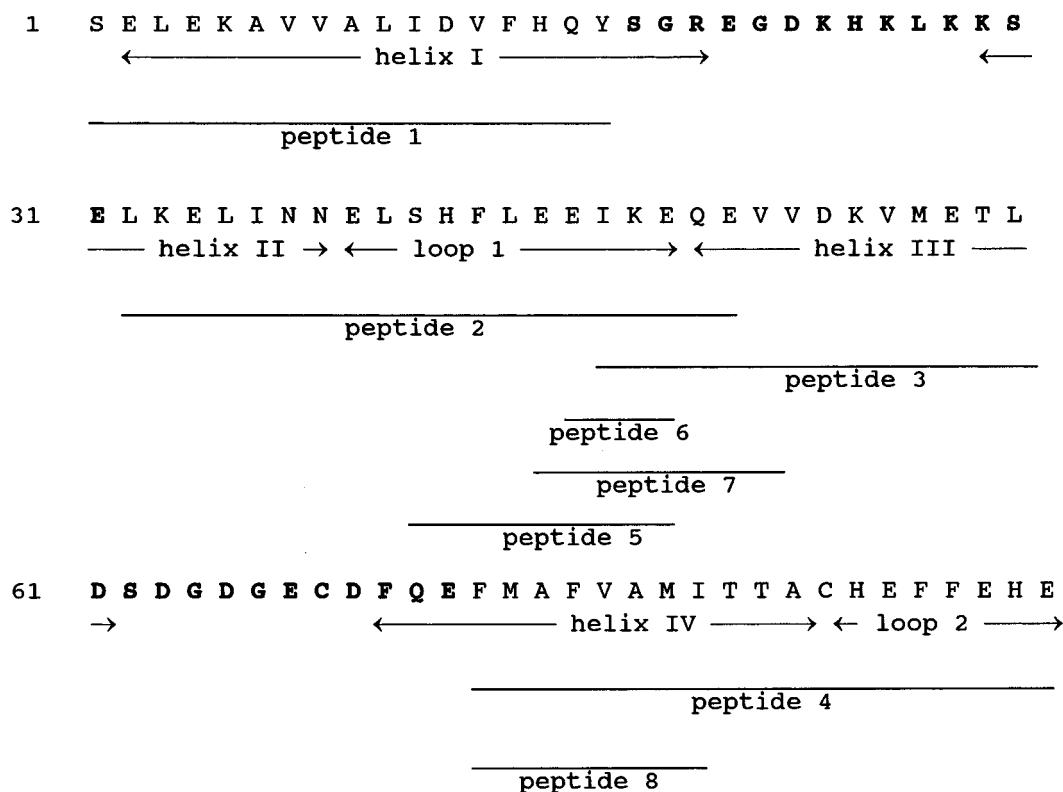 1 S E L E K A V V A L I D V F H Q Y S G R E G D K H K L K K S
← helix I → ←
peptide 1
31 E L K E L I N N E L S H F L E E I K E Q E V V D K V M E T L
helix II → ← loop 1 → ← helix III
peptide 2
peptide 3
peptide 6
peptide 7
peptide 5
61 D S D G D G E C D F Q E F M A F V A M I T T A C H E F F E H E
→ ← helix IV → ← loop 2 →
peptide 4
peptide 8